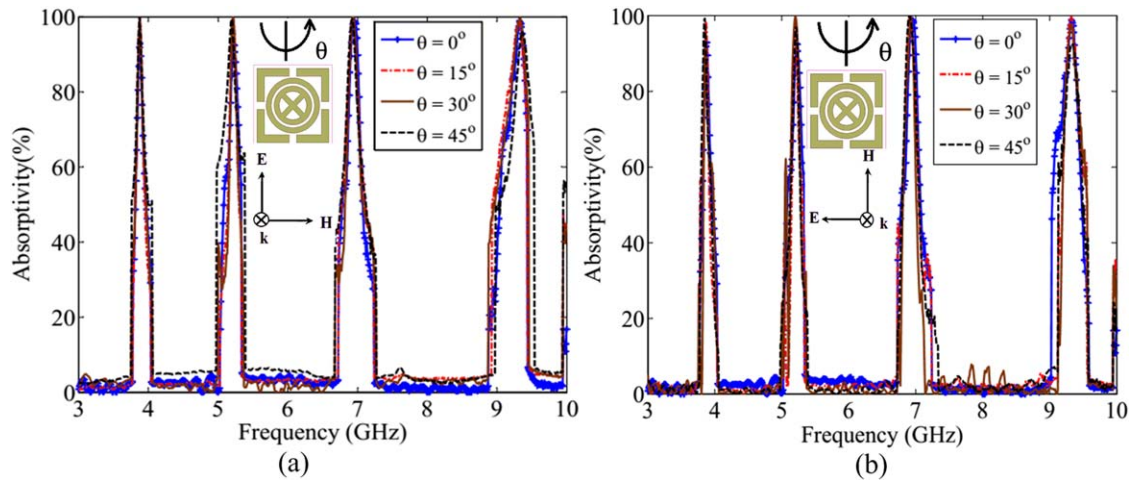 100
80
60
40
20
0
Absorptivity(%)
3 4 5 6 7 8 9 10
Frequency (GHz)
θ
θ = 0°
θ = 15°
θ = 30°
θ = 45°
E
H
k
(a)
100
80
60
40
20
0
Absorptivity(%)
3 4 5 6 7 8 9 10
Frequency (GHz)
θ
θ = 0°
θ = 15°
θ = 30°
θ = 45°
H
E
k
(b)